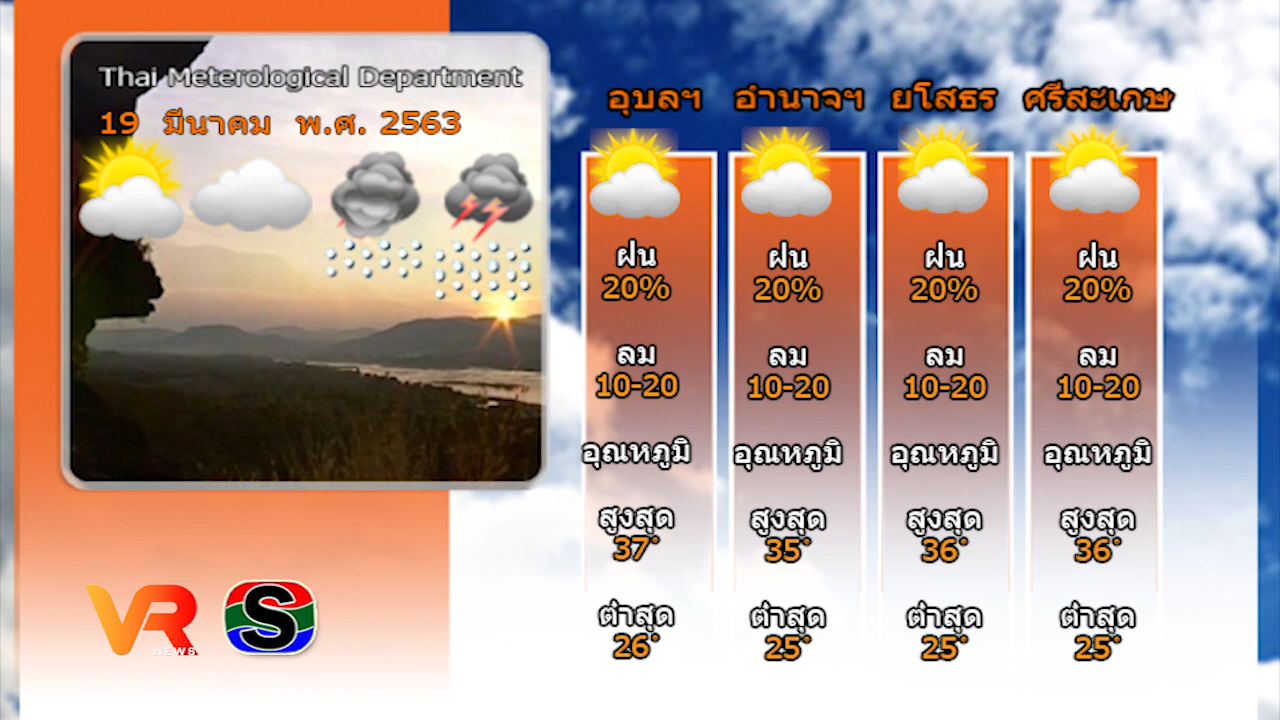 Thai Meterological Department
19 มีนาคม พ.ศ. 2563
อุบลฯ อำนาจฯ ยโสธร ศรีสะเกษ
ฝน ฝน ฝน ฝน
20% 20% 20% 20%
ลม ลม ลม ลม
10-20 10-20 10-20 10-20
อุณหภูมิ อุณหภูมิ อุณหภูมิ อุณหภูมิ
สูงสุด สูงสุด สูงสุด สูงสุด
37° 35° 36° 36°
ต่ำสุด ต่ำสุด ต่ำสุด ต่ำสุด
26° 25° 25° 25°
VR S
NEWS